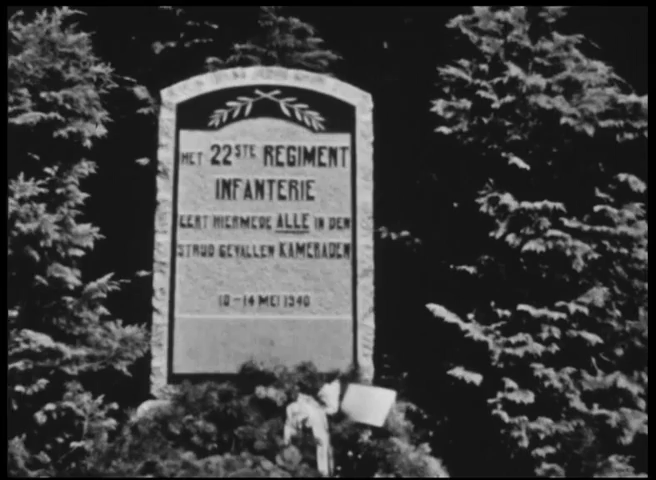 HET 22STE REGIMENT
INFANTERIE
EERT HIERMEDE ALLE IN DEN
STRIJD GEVALLEN KAMERADEN
10-14 MEI 1940